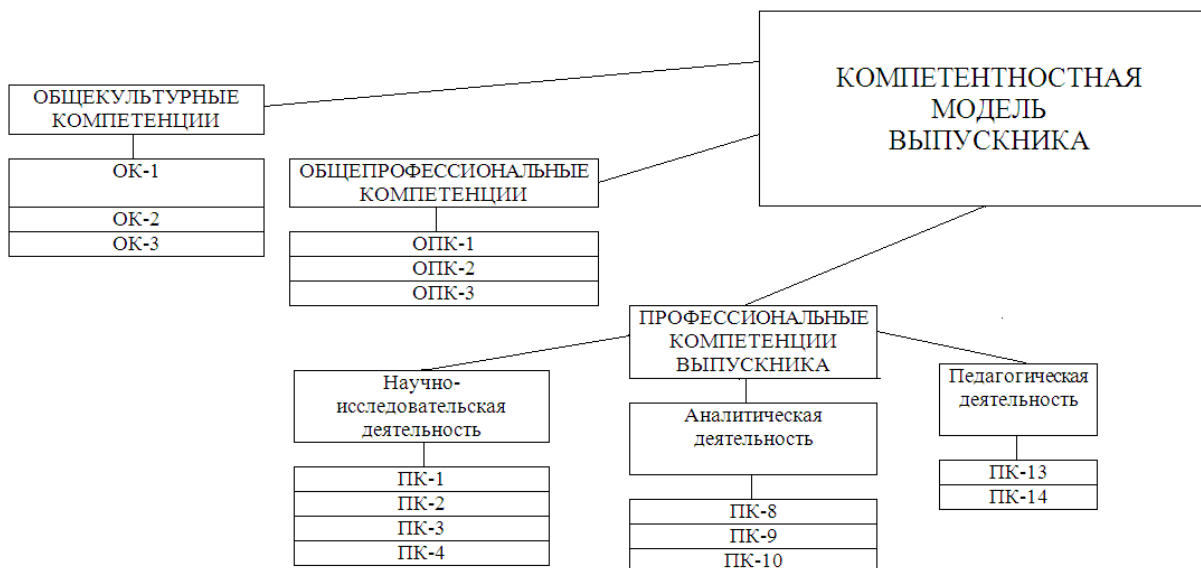 КОМПЕТЕНТНОСТНАЯ
МОДЕЛЬ
ВЫПУСКНИКА
ОБЩЕКУЛЬТУРНЫЕ
КОМПЕТЕНЦИИ
ОК-1
ОК-2
ОК-3
ОБЩЕПРОФЕССИОНАЛЬНЫЕ
КОМПЕТЕНЦИИ
ОПК-1
ОПК-2
ОПК-3
ПРОФЕССИОНАЛЬНЫЕ
КОМПЕТЕНЦИИ
ВЫПУСКНИКА
Научно-
исследовательская
деятельность
ПК-1
ПК-2
ПК-3
ПК-4
Аналитическая
деятельность
ПК-8
ПК-9
ПК-10
Педагогическая
деятельность
ПК-13
ПК-14